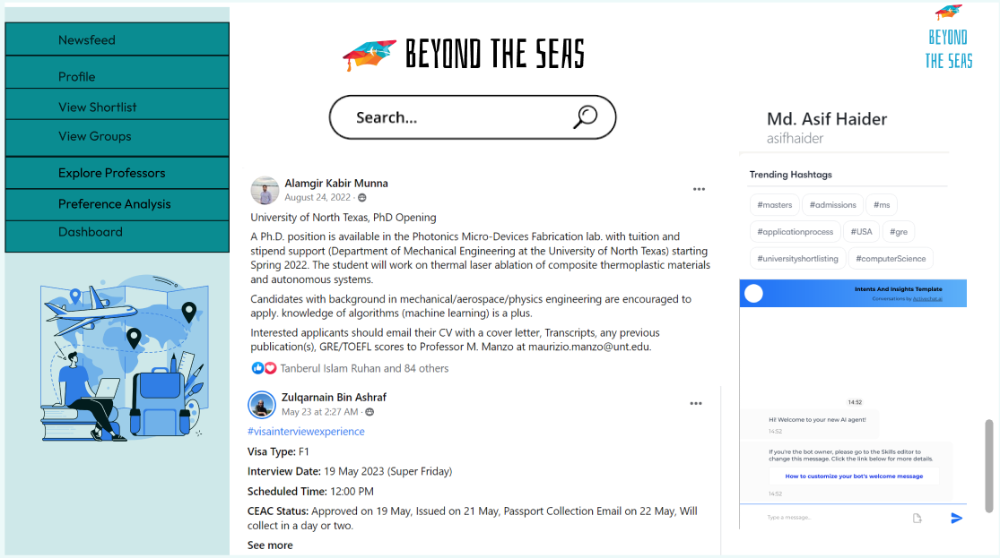 Newsfeed
Profile
View Shortlist
View Groups
Explore Professors
Preference Analysis
Dashboard
BEYOND THE SEAS
Search...
Alamgir Kabir Munna
August 24, 2022 ·
University of North Texas, PhD Opening
A Ph.D. position is available in the Photonics Micro-Devices Fabrication lab. with tuition and
stipend support (Department of Mechanical Engineering at the University of North Texas) starting
Spring 2022. The student will work on thermal laser ablation of composite thermoplastic materials
and autonomous systems.
Candidates with background in mechanical/aerospace/physics engineering are encouraged to
apply. knowledge of algorithms (machine learning) is a plus.
Interested applicants should email their CV with a cover letter, Transcripts, any previous
publication(s), GRE/TOEFL scores to Professor M. Manzo at maurizio.manzo@unt.edu.
Tanberul Islam Ruhan and 84 others
Zulqarnain Bin Ashraf
May 23 at 2:27 AM ·
#visainterviewexperience
Visa Type: F1
Interview Date: 19 May 2023 (Super Friday)
Scheduled Time: 12:00 PM
CEAC Status: Approved on 19 May, Issued on 21 May, Passport Collection Email on 22 May, Will
collect in a day or two.
See more
BEYOND
THE SEAS
Md. Asif Haider
asifhaider
Trending Hashtags
#masters #admissions #ms
#applicationprocess #USA #gre
#universityshortlisting #computerScience
Intents And Insights Template
Conversations by Activechat.ai
14:52
Hi! Welcome to your new AI agent!
14:52
If you're the bot owner, please go to the Skills editor to
change this message. Click the link below for more details.
How to customize your bot's welcome message
14:52
Type a message..